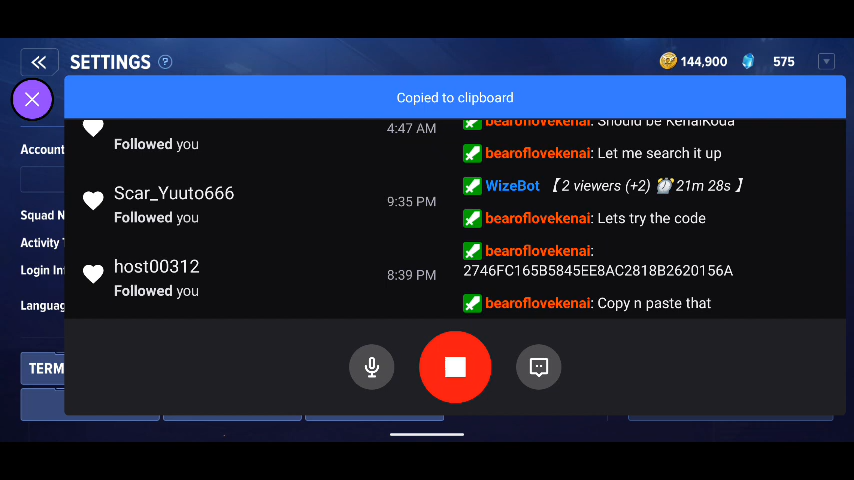 SETTINGS ?
144,900 575
Copied to clipboard
Account
Squad N
Activity T
Login Inf
Languag
TERM
4:47 AM
Followed you
Scar_Yuuto666
9:35 PM
Followed you
host00312
8:39 PM
Followed you
bearoflovekenai: Should be KenaiKoda
bearoflovekenai: Let me search it up
WizeBot 【 2 viewers (+2) ⏰ 21m 28s 】
bearoflovekenai: Lets try the code
bearoflovekenai:
2746FC165B5845EE8AC2818B2620156A
bearoflovekenai: Copy n paste that